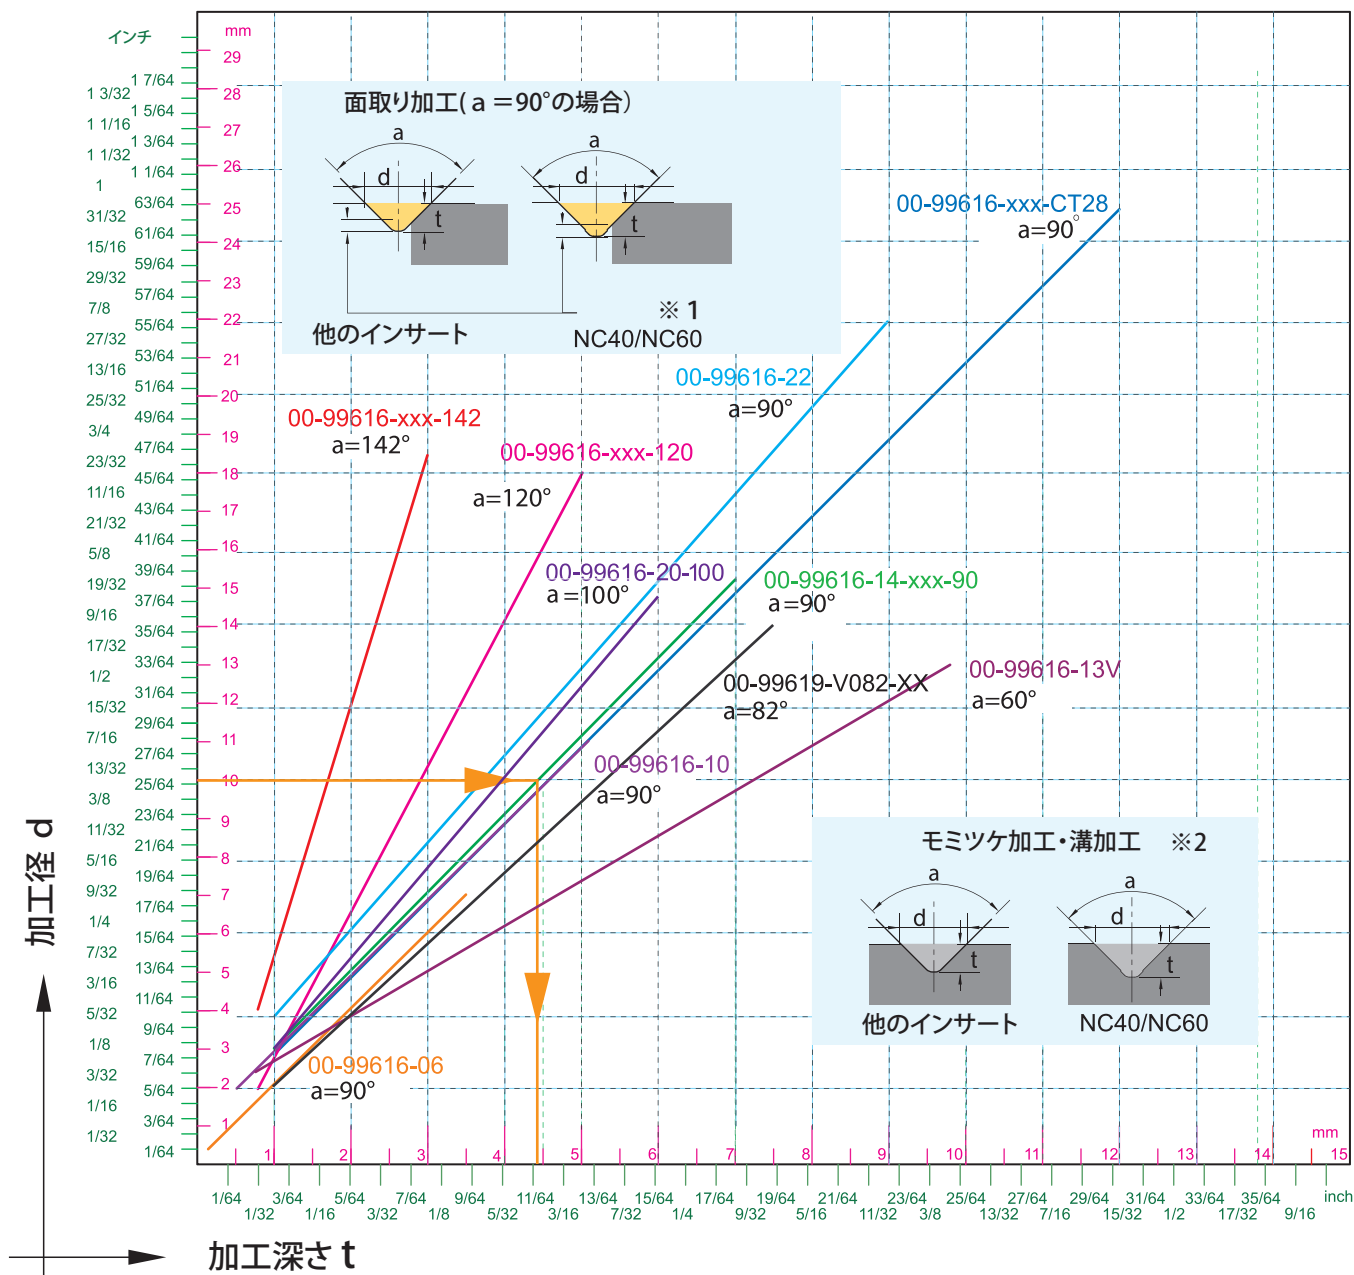 インチ
mm
29
28
27
26
25
24
23
22
21
20
19
18
17
16
15
14
13
12
11
10
9
8
7
6
5
4
3
2
1
1 7/64
1 3/32
1 5/64
1 1/16
1 3/64
1 1/32
1 1/64
1
63/64
31/32
61/64
15/16
59/64
29/32
57/64
7/8
55/64
27/32
53/64
13/16
51/64
25/32
49/64
3/4
47/64
23/32
45/64
11/16
43/64
21/32
41/64
5/8
39/64
19/32
37/64
9/16
35/64
17/32
33/64
1/2
31/64
15/32
29/64
7/16
27/64
13/32
25/64
3/8
23/64
11/32
21/64
5/16
19/64
9/32
17/64
1/4
15/64
7/32
13/64
3/16
11/64
5/32
9/64
1/8
7/64
3/32
5/64
1/16
3/64
1/32
1/64
面取り加工(a=90°の場合)
a
d
t
a
t
他のインサート
※ 1
NC40/NC60
00-99616-xxx-CT28
a=90°
00-99616-22
a=90°
00-99616-xxx-142
a=142°
00-99616-xxx-120
a=120°
00-99616-20-100
a=100°
00-99616-14-xxx-90
a=90°
00-99619-V082-XX
a=82°
00-99616-13V
a=60°
00-99616-10
a=90°
00-99616-06
a=90°
モミツケ加工・溝加工 ※2
a
d
t
a
d
t
他のインサート
NC40/NC60
加工径 d
1 2 3 4 5 6 7 8 9 10 11 12 13 14 15
mm
1/64 3/64 5/64 7/64 9/64 11/64 13/64 15/64 17/64 19/64 21/64 23/64 25/64 27/64 29/64 31/64 33/64 35/64 inch
1/32 1/16 3/32 1/8 5/32 3/16 7/32 1/4 9/32 5/16 11/32 3/8 13/32 7/16 15/32 1/2 17/32 9/16
加工深さ t